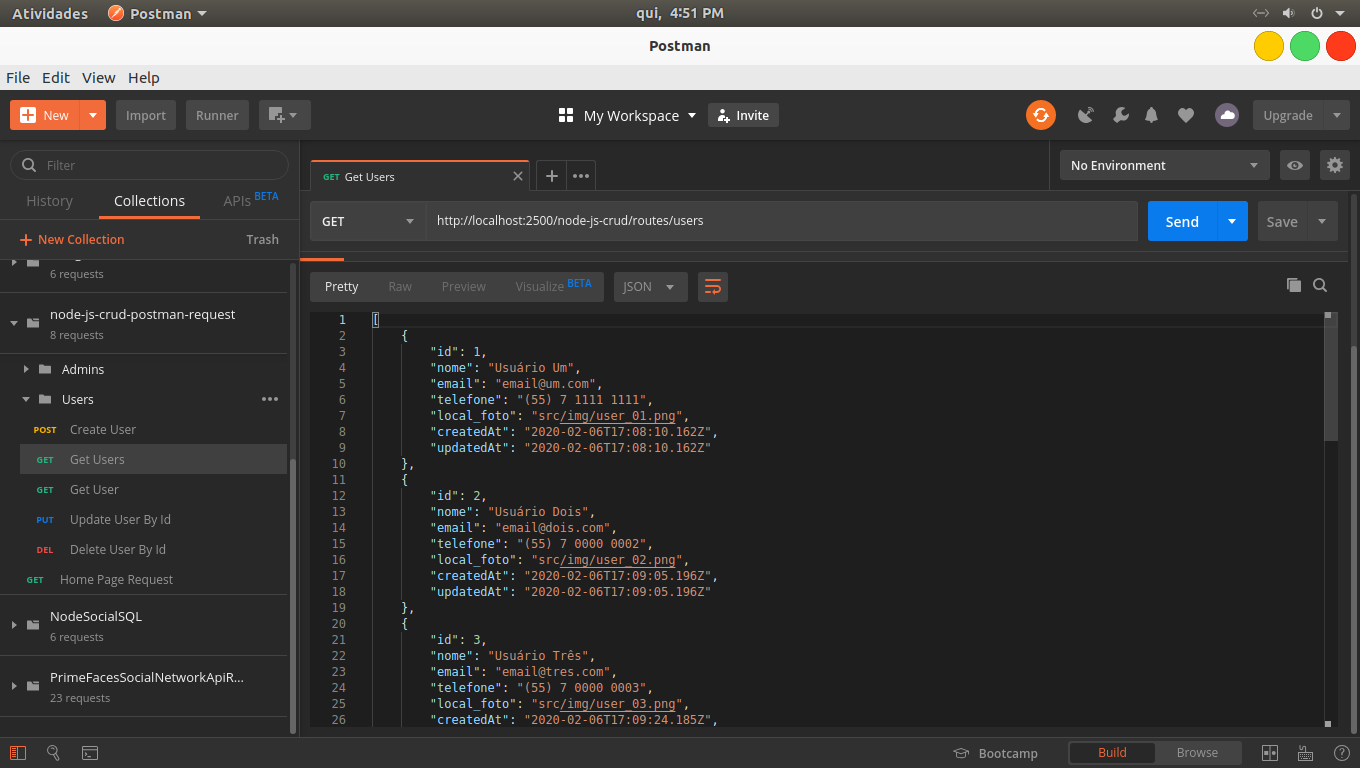 Atividades Postman qui, 4:51 PM
Postman
File Edit View Help
New Import Runner My Workspace Invite Upgrade
Filter
History Collections APIs BETA
New Collection Trash
6 requests
node-js-crud-postman-request
8 requests
Admins
Users
POST Create User
GET Get Users
GET Get User
PUT Update User By Id
DEL Delete User By Id
GET Home Page Request
NodeSocialSQL
6 requests
PrimeFacesSocialNetworkApiR...
23 requests
GET Get Users
No Environment
GET http://localhost:2500/node-js-crud/routes/users Send Save
Pretty Raw Preview Visualize BETA JSON
1 [
2 {
3 "id": 1,
4 "nome": "Usuário Um",
5 "email": "email@um.com",
6 "telefone": "(55) 7 1111 1111",
7 "local_foto": "src/img/user_01.png",
8 "createdAt": "2020-02-06T17:08:10.162Z",
9 "updatedAt": "2020-02-06T17:08:10.162Z"
10 },
11 {
12 "id": 2,
13 "nome": "Usuário Dois",
14 "email": "email@dois.com",
15 "telefone": "(55) 7 0000 0002",
16 "local_foto": "src/img/user_02.png",
17 "createdAt": "2020-02-06T17:09:05.196Z",
18 "updatedAt": "2020-02-06T17:09:05.196Z"
19 },
20 {
21 "id": 3,
22 "nome": "Usuário Três",
23 "email": "email@tres.com",
24 "telefone": "(55) 7 0000 0003",
25 "local_foto": "src/img/user_03.png",
26 "createdAt": "2020-02-06T17:09:24.185Z",
Bootcamp Build Browse